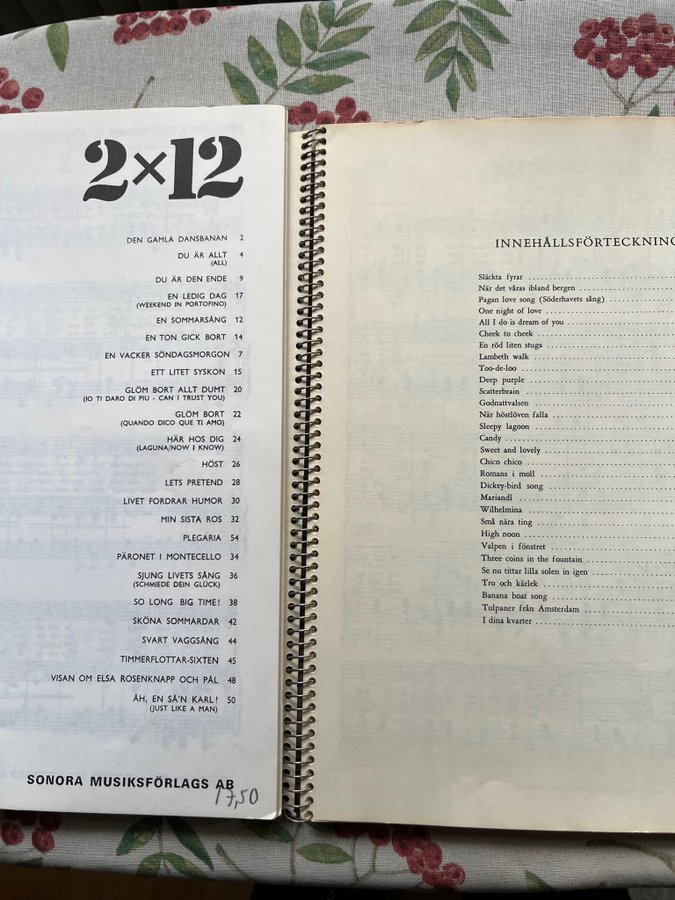 2×12
DEN GAMLA DANSBANAN 2
DU ÄR ALLT 4
(ALL)
DU ÄR DEN ENDE 9
EN LEDIG DAG 17
(WEEKEND IN PORTOFINO)
EN SOMMARSÅNG 12
EN TON GICK BORT 14
EN VACKER SÖNDAGSMORGON 7
ETT LITET SYSKON 15
GLÖM BORT ALLT DUMT 20
(IO TI DARO DI PIU - CAN I TRUST YOU)
GLÖM BORT 22
(QUANDO DICO QUE TI AMO)
HÄR HOS DIG 24
(LAGUNA/NOW I KNOW)
HÖST 26
LETS PRETEND 28
LIVET FORDRAR HUMOR 30
MIN SISTA ROS 32
PLEGARIA 54
PÄRONET I MONTECELLO 34
SJUNG LIVETS SÅNG 36
(SCHMIEDE DEIN GLÜCK)
SO LONG BIG TIME! 38
SKÖNA SOMMARDAR 42
SVART VAGGSÅNG 44
TIMMERFLOTTAR-SIXTEN 45
VISAN OM ELSA ROSENKNAPP OCH PÅL 48
ÅH, EN SÅ'N KARL! 50
(JUST LIKE A MAN)
SONORA MUSIKSFÖRLAGS AB
17,50
INNEHÅLLSFÖRTECKNING
Släckta fyrar
När det våras ibland bergen
Pagan love song (Söderhavets sång)
One night of love
All I do is dream of you
Cheek to cheek
En röd liten stuga
Lambeth walk
Too-de-loo
Deep purple
Scatterbrain
Godnattvalsen
När höstlöven falla
Sleepy lagoon
Candy
Sweet and lovely
Chico chico
Romans i moll
Dickey-bird song
Mariandl
Wilhelmina
Små nära ting
High noon
Valpen i fönstret
Three coins in the fountain
Se nu tittar lilla solen in igen
Tro och kärlek
Banana boat song
Tulpaner från Amsterdam
I dina kvarter